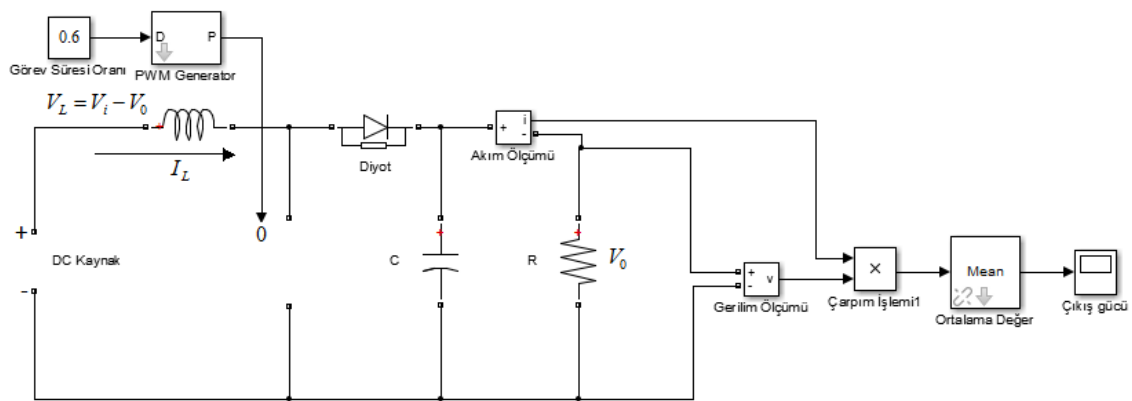 0.6
D
P
Görev Süresi Oranı
PWM Generator
V_L = V_i - V_0
I_L
0
Diyot
+
i
-
Akım Ölçümü
+
DC Kaynak
-
C
R
V_0
+
-
v
Gerilim Ölçümü
×
Çarpım İşlemi1
Mean
Ortalama Değer
Çıkış gücü